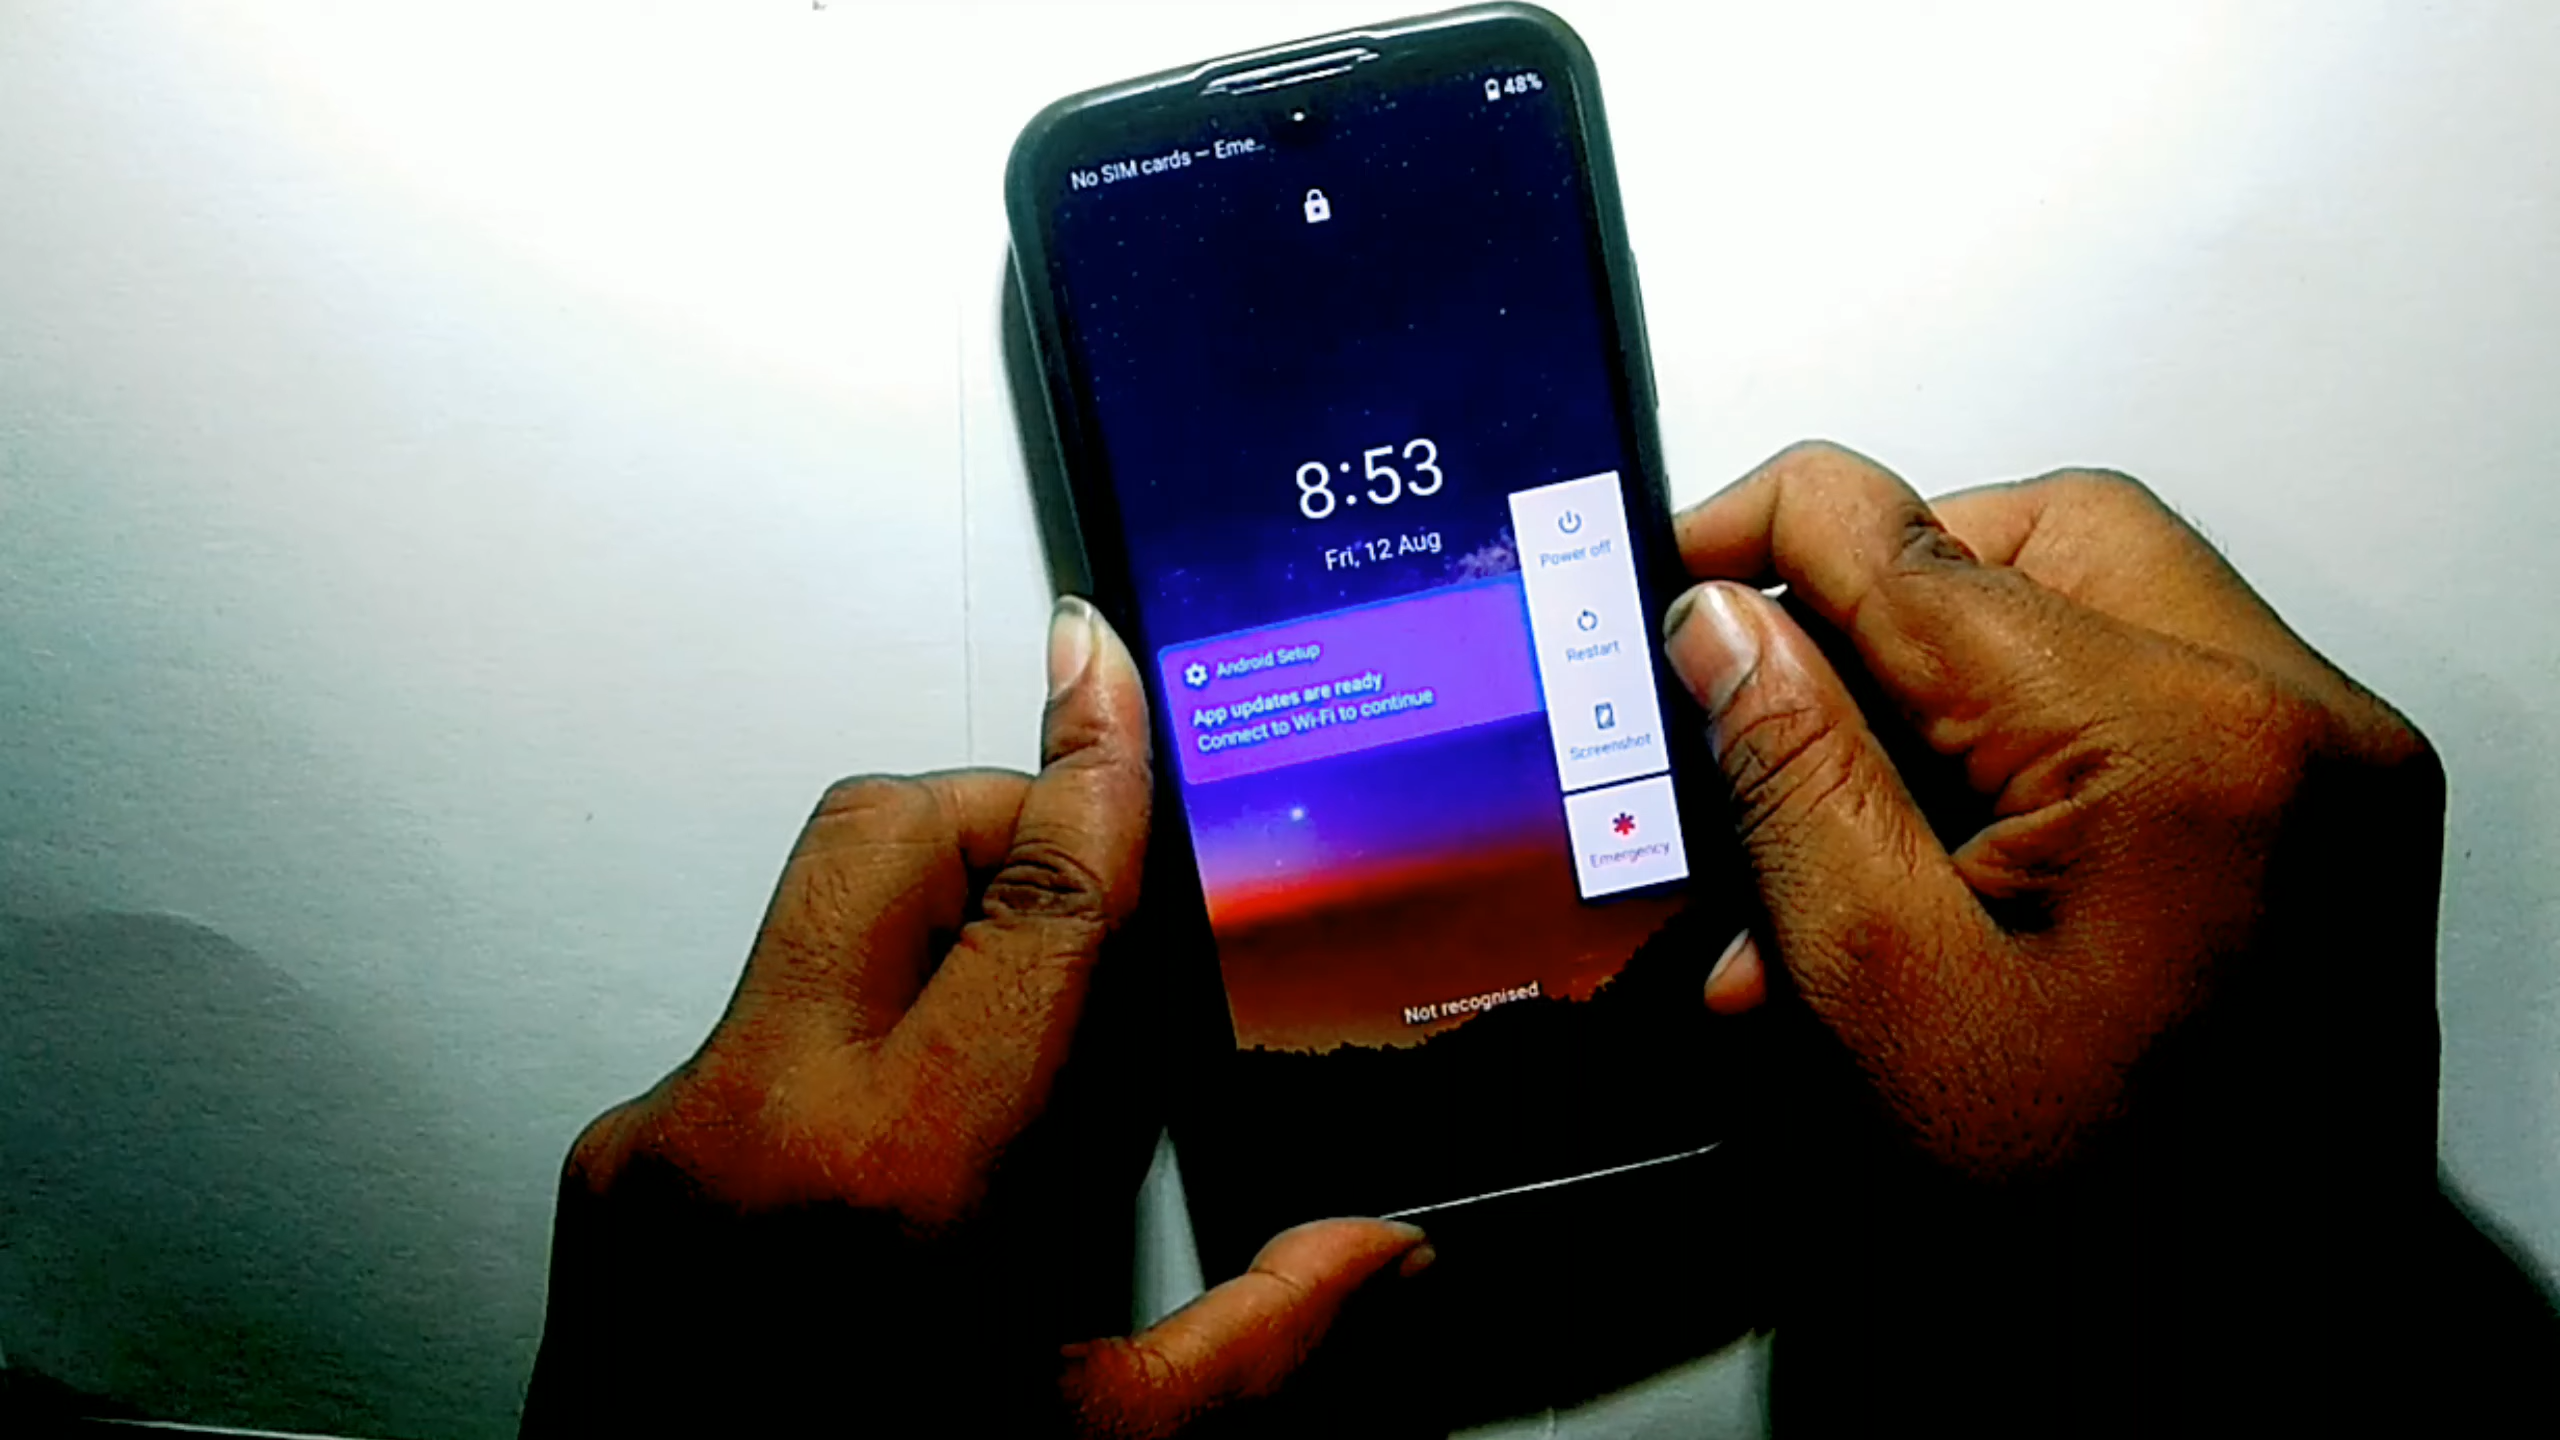 48%
No SIM cards – Eme..
8:53
Fri, 12 Aug
Power off
Restart
Screenshot
Emergency
Android Setup
App updates are ready
Connect to Wi-Fi to continue
Not recognised